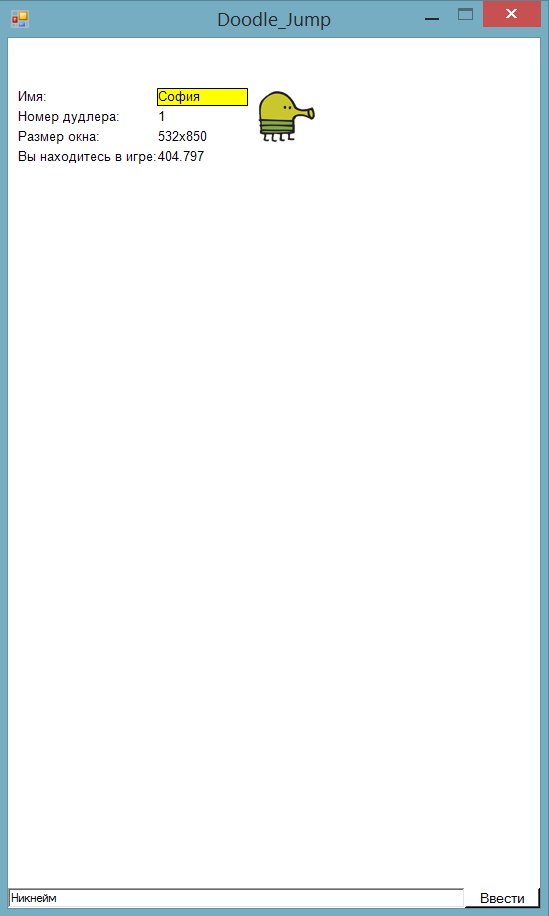 Doodle_Jump
Имя: София
Номер дудлера: 1
Размер окна: 532x850
Вы находитесь в игре: 404.797
Никнейм
Ввести